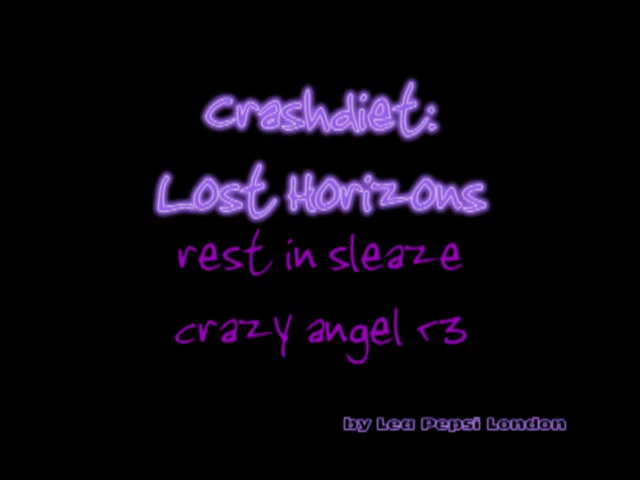 Crashdiet:
Lost Horizons
rest in sleaze
crazy angel <3
by Lea Pepsi London